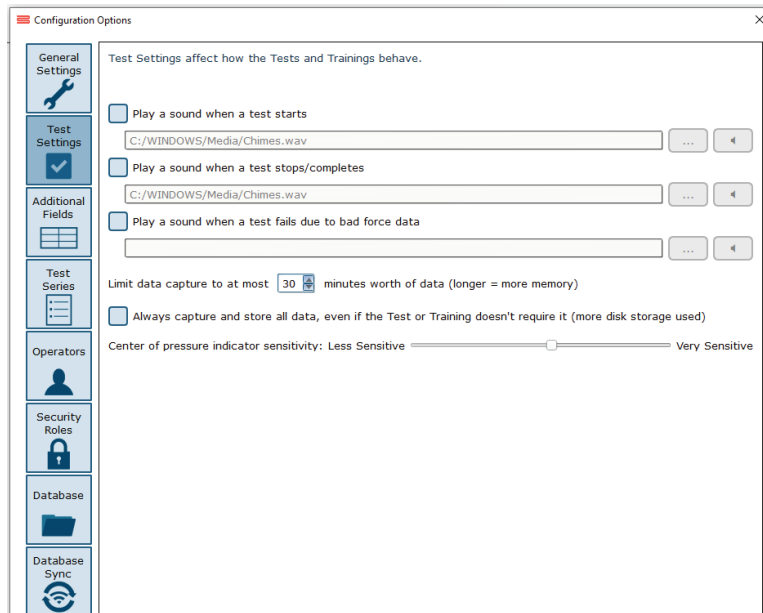 Configuration Options
General
Settings
Test
Settings
Additional
Fields
Test
Series
Operators
Security
Roles
Database
Database
Sync
Test Settings affect how the Tests and Trainings behave.
Play a sound when a test starts
C:/WINDOWS/Media/Chimes.wav ...
Play a sound when a test stops/completes
C:/WINDOWS/Media/Chimes.wav ...
Play a sound when a test fails due to bad force data
...
Limit data capture to at most 30 minutes worth of data (longer = more memory)
Always capture and store all data, even if the Test or Training doesn't require it (more disk storage used)
Center of pressure indicator sensitivity: Less Sensitive Very Sensitive